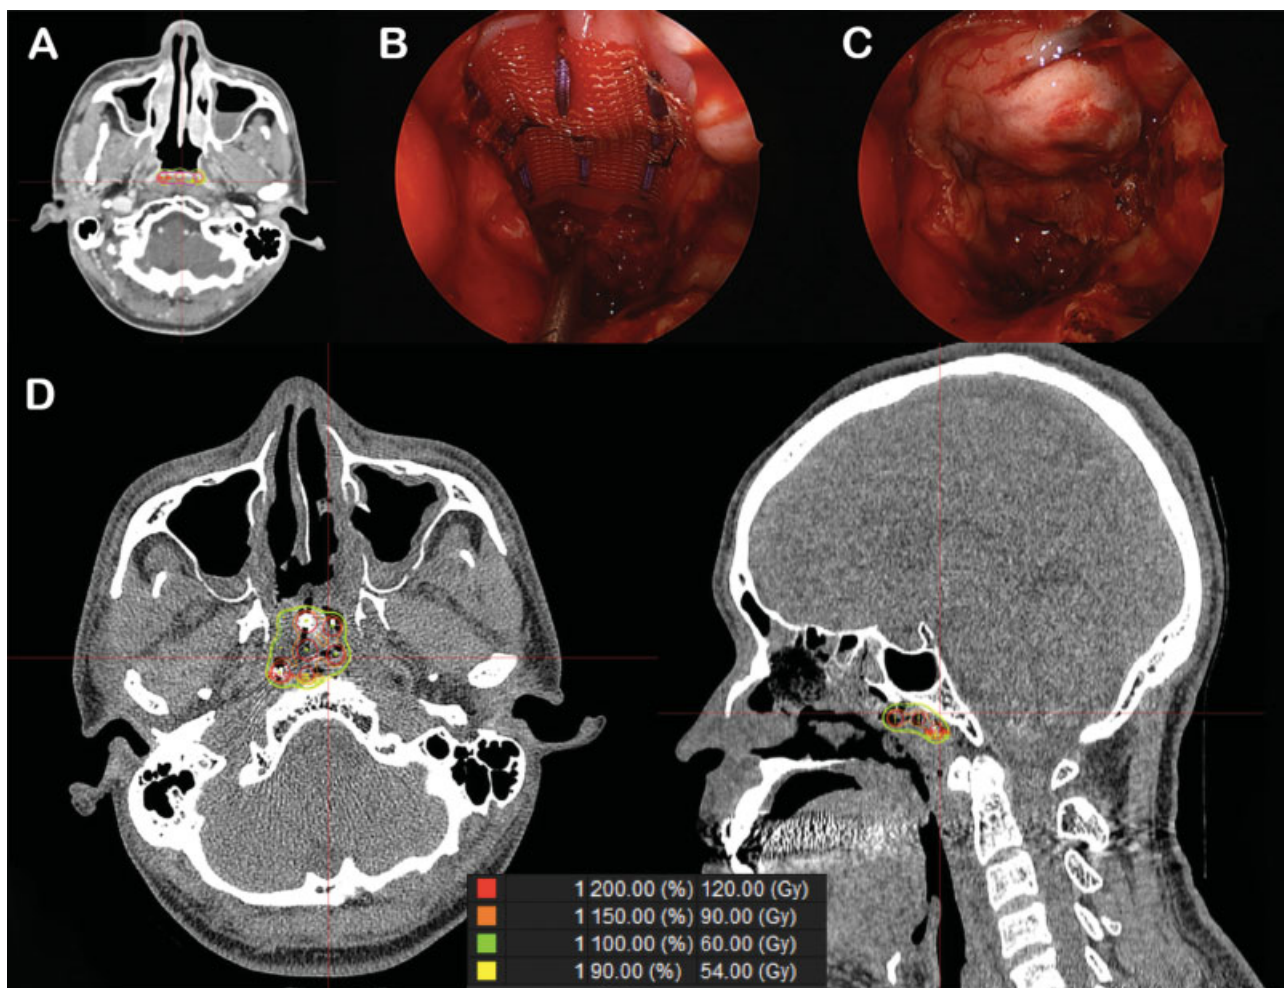 A
B
C
D
1 200.00 (%) 120.00 (Gy)
1 150.00 (%) 90.00 (Gy)
1 100.00 (%) 60.00 (Gy)
1 90.00 (%) 54.00 (Gy)